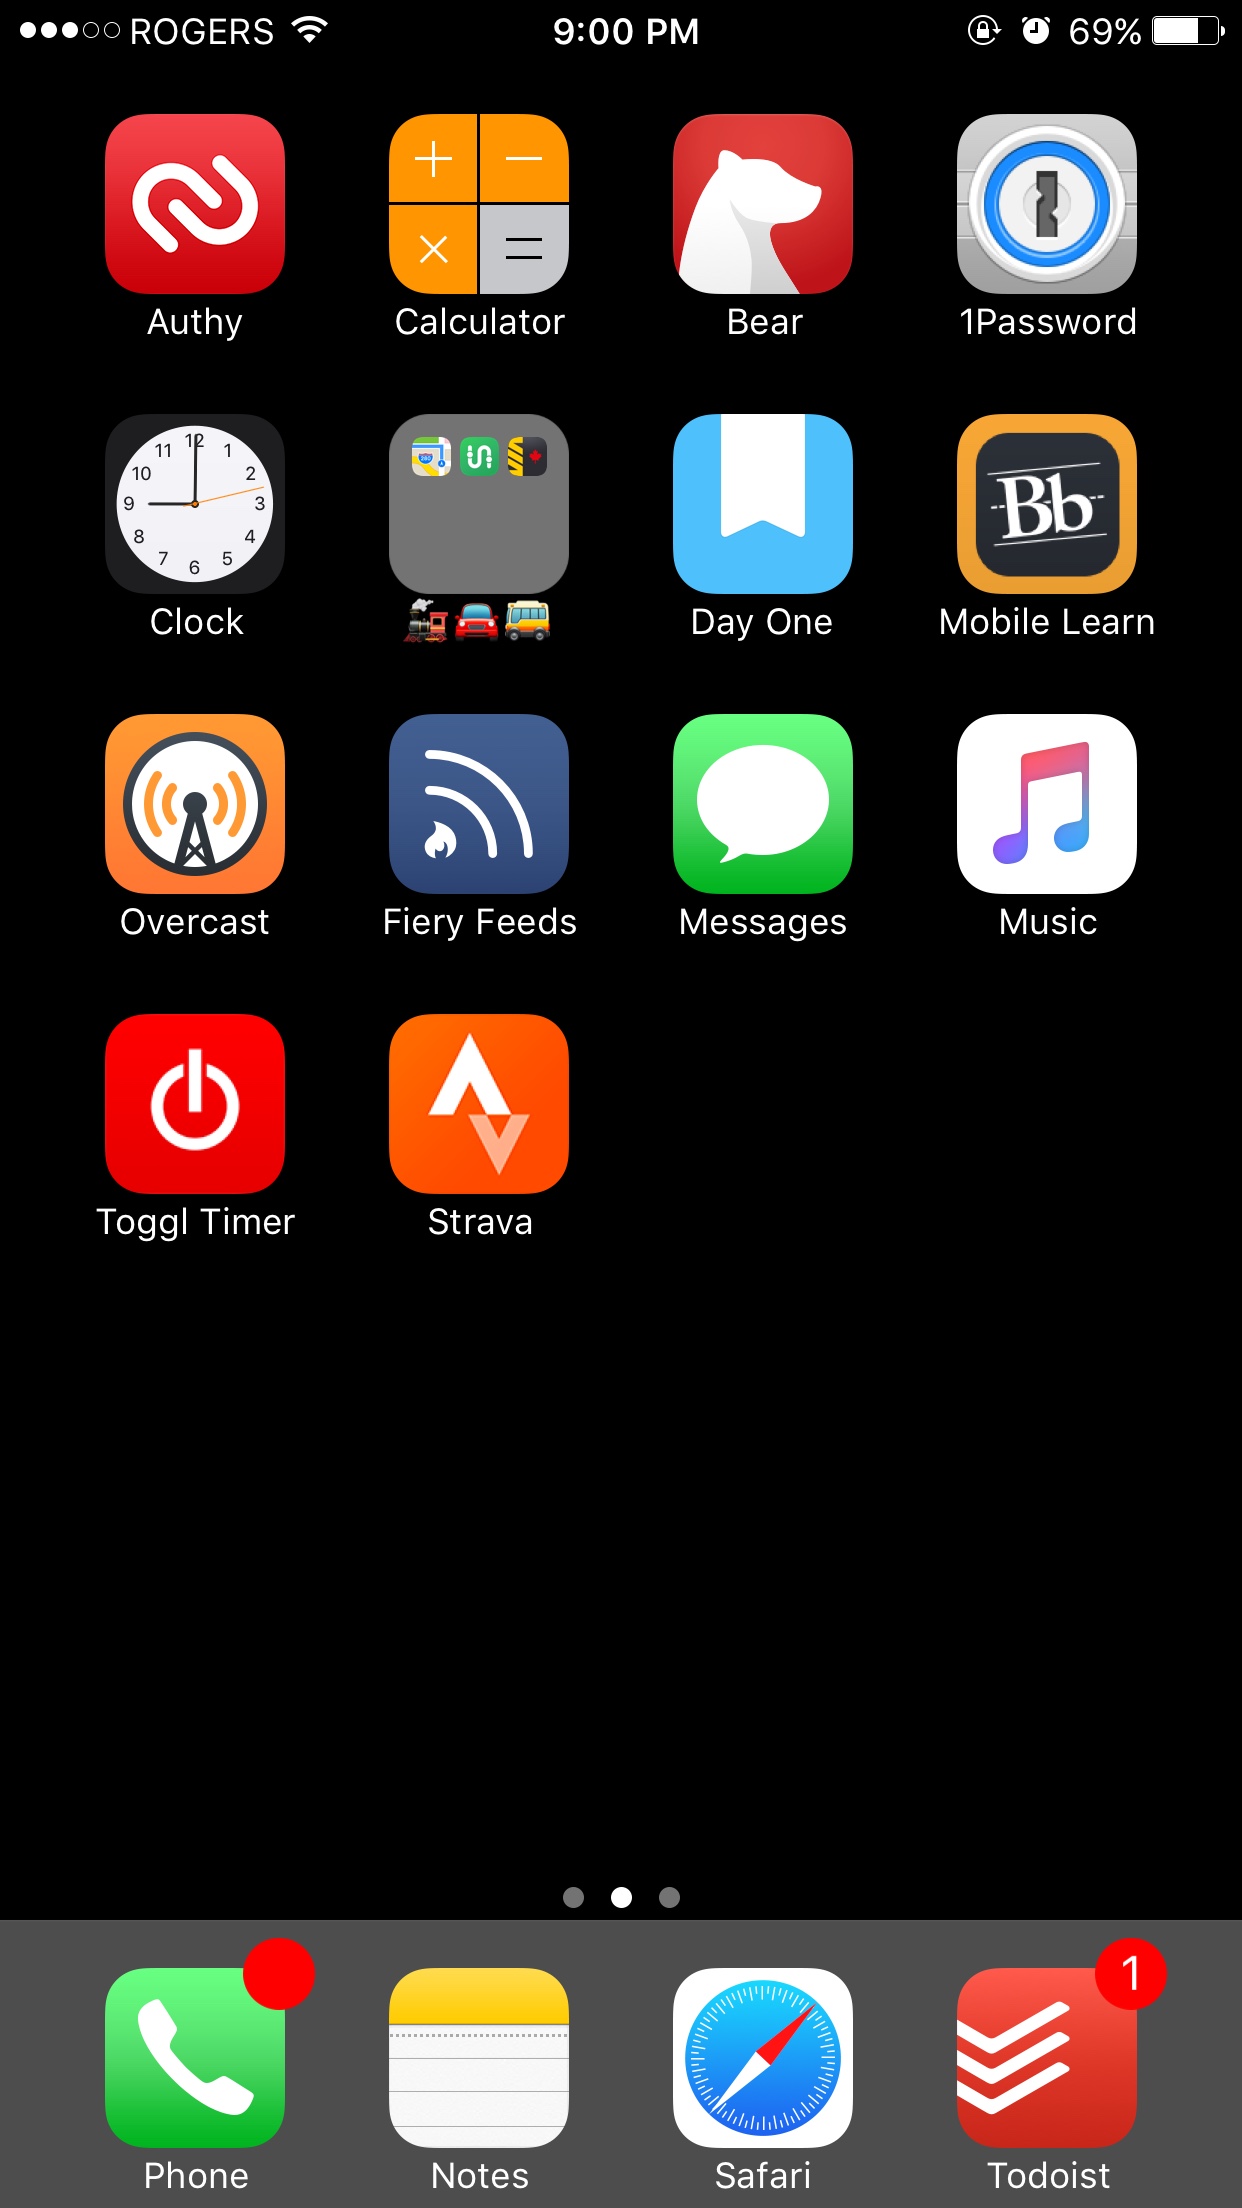 ROGERS 9:00 PM 69%
Authy Calculator Bear 1Password
12
11 1
10 2
9 3
8 4
7 5
6
280
Bb
Clock 🚂🚘🚌 Day One Mobile Learn
Overcast Fiery Feeds Messages Music
Toggl Timer Strava
1
Phone Notes Safari Todoist